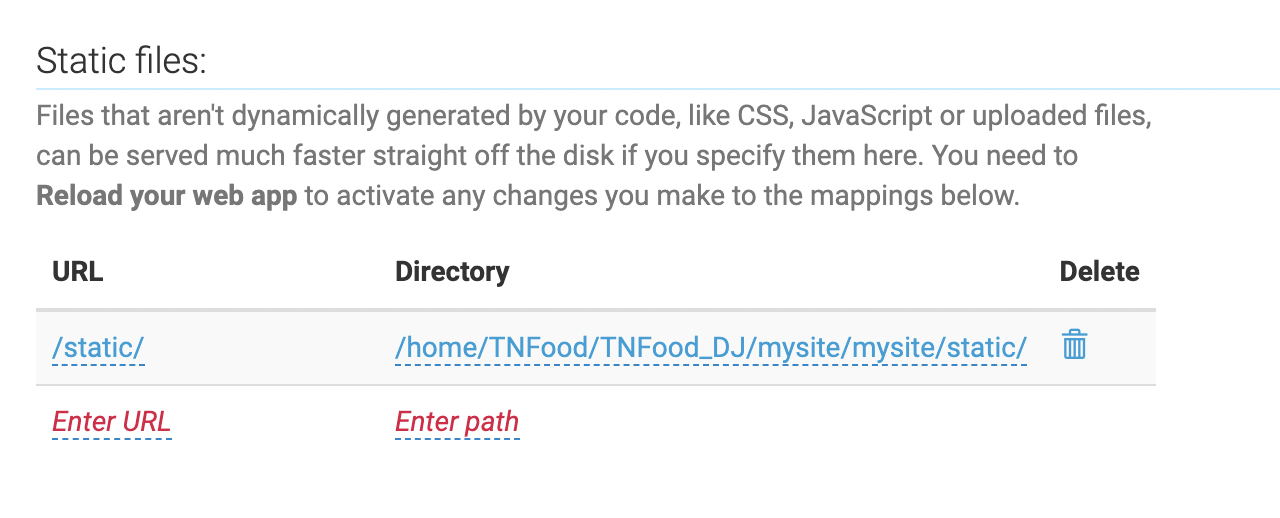 Static files:
Files that aren't dynamically generated by your code, like CSS, JavaScript or uploaded files,
can be served much faster straight off the disk if you specify them here. You need to
Reload your web app to activate any changes you make to the mappings below.
URL Directory Delete
/static/ /home/TNFood/TNFood_DJ/mysite/mysite/static/
Enter URL Enter path